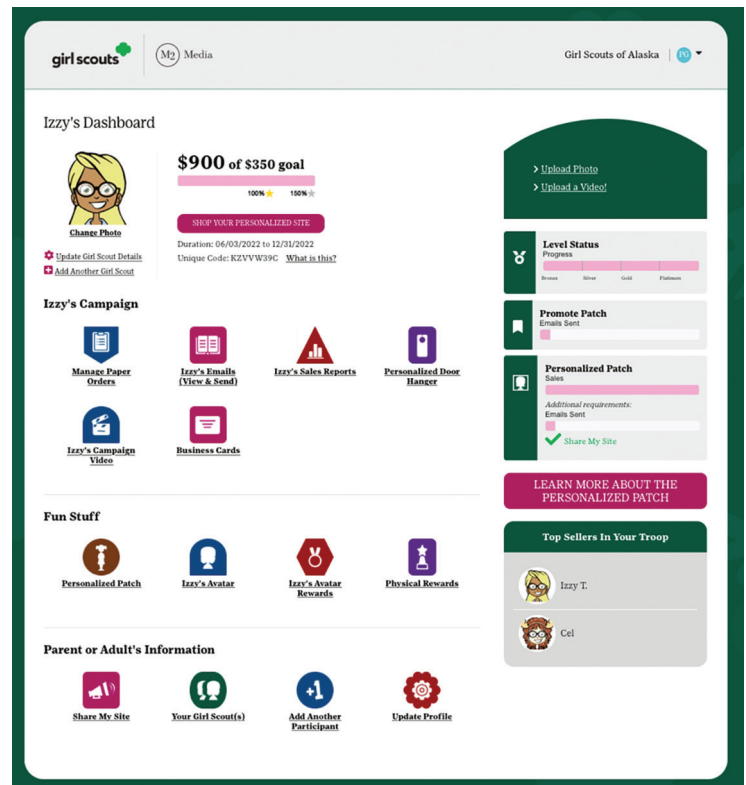 girl scouts
M2 Media
Girl Scouts of Alaska | PG
Izzy's Dashboard
Change Photo
Update Girl Scout Details
Add Another Girl Scout
$900 of $350 goal
100% 150%
SHOP YOUR PERSONALIZED SITE
Duration: 06/03/2022 to 12/31/2022
Unique Code: KZVVW39C What is this?
Izzy's Campaign
Manage Paper
Orders
Izzy's Emails
(View & Send)
Izzy's Sales Reports
Personalized Door
Hanger
Izzy's Campaign
Video
Business Cards
Fun Stuff
Personalized Patch
Izzy's Avatar
Izzy's Avatar
Rewards
Physical Rewards
Parent or Adult's Information
Share My Site
Your Girl Scout(s)
+1
Add Another
Participant
Update Profile
> Upload Photo
> Upload a Video!
Level Status
Progress
Bronze Silver Gold Platinum
Promote Patch
Emails Sent
Personalized Patch
Sales
Additional requirements:
Emails Sent
Share My Site
LEARN MORE ABOUT THE
PERSONALIZED PATCH
Top Sellers In Your Troop
Izzy T.
Cel